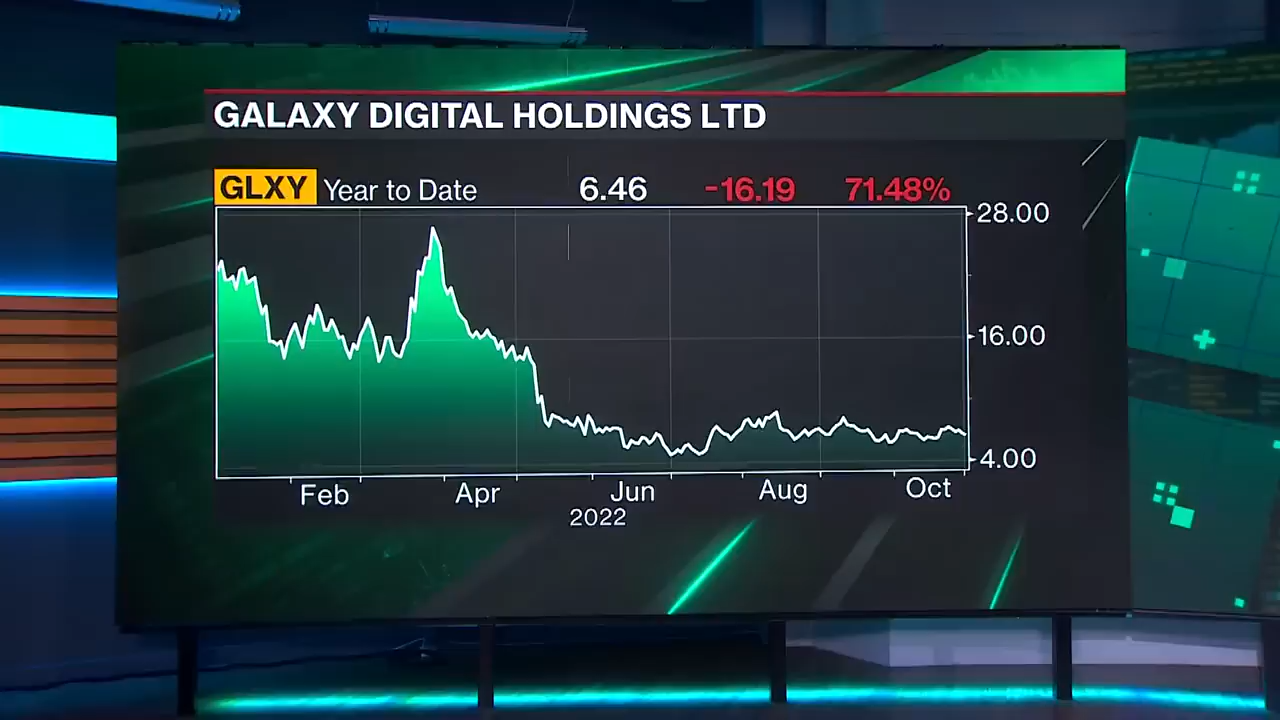 GALAXY DIGITAL HOLDINGS LTD
GLXY Year to Date 6.46 -16.19 71.48%
28.00
16.00
4.00
Feb Apr Jun Aug Oct
2022